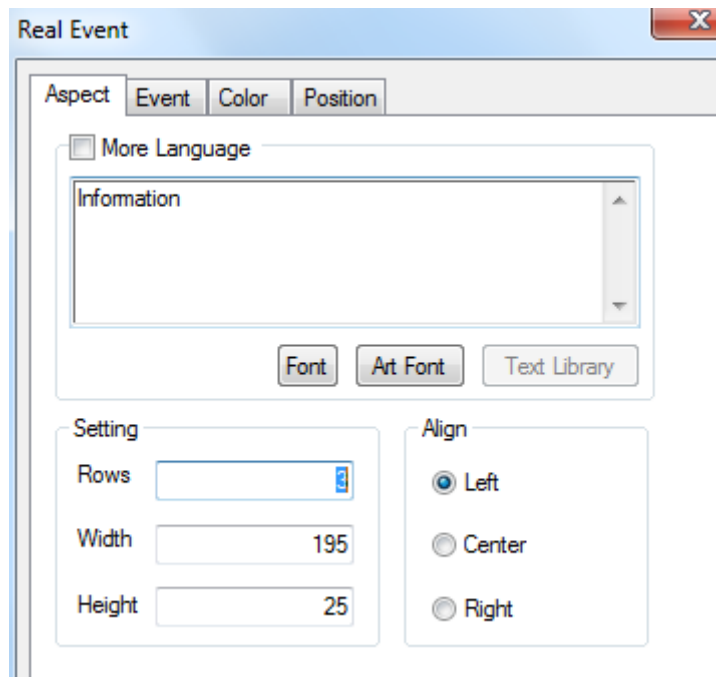 Real Event
X
Aspect Event Color Position
More Language
Information
Font Art Font Text Library
Setting Align
Rows 3 Left
Width 195 Center
Height 25 Right